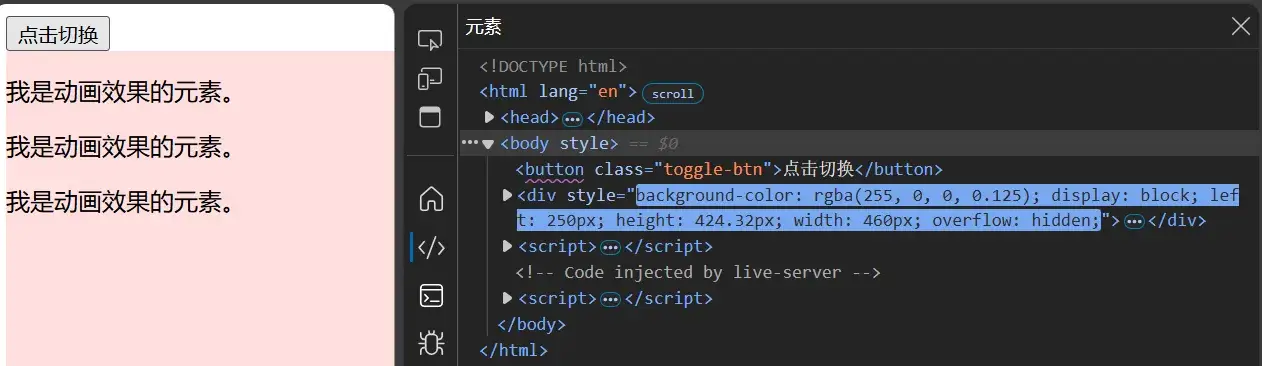 点击切换
我是动画效果的元素。
我是动画效果的元素。
我是动画效果的元素。
元素
<!DOCTYPE html>
<html lang="en"> scroll
<head>…</head>
<body style> == $0
<button class="toggle-btn">点击切换</button>
<div style="background-color: rgba(255, 0, 0, 0.125); display: block; lef
t: 250px; height: 424.32px; width: 460px; overflow: hidden;">…</div>
<script>…</script>
<!-- Code injected by live-server -->
<script>…</script>
</body>
</html>